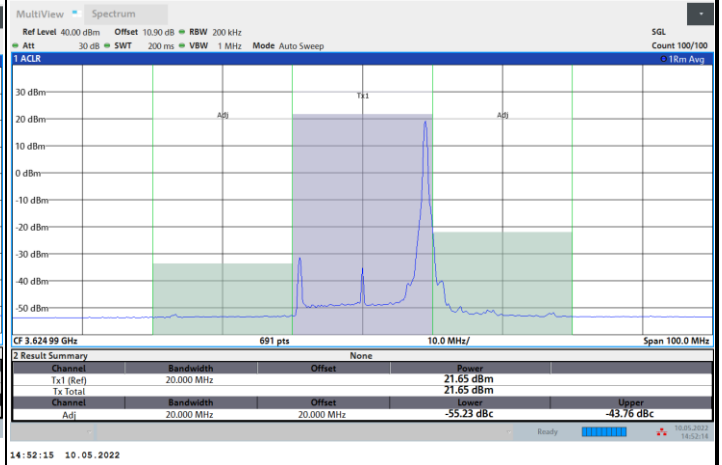 MultiView Spectrum
Ref Level 40.00 dBm Offset 10.90 dB RBW 200 kHz SGL
Att 30 dB SWT 200 ms VBW 1 MHz Mode Auto Sweep Count 100/100
1 ACLR 1Rm Avg
30 dBm
Tx1
20 dBm
Adj Adj
10 dBm
0 dBm
-10 dBm
-20 dBm
-30 dBm
-40 dBm
-50 dBm
CF 3.624 99 GHz 691 pts 10.0 MHz/ Span 100.0 MHz
2 Result Summary None
Channel Bandwidth Offset Power
Tx1 (Ref) 20.000 MHz 21.65 dBm
Tx Total 21.65 dBm
Channel Bandwidth Offset Lower Upper
Adj 20.000 MHz 20.000 MHz -55.23 dBc -43.76 dBc
Ready 10.05.2022
14:52:14
14:52:15 10.05.2022